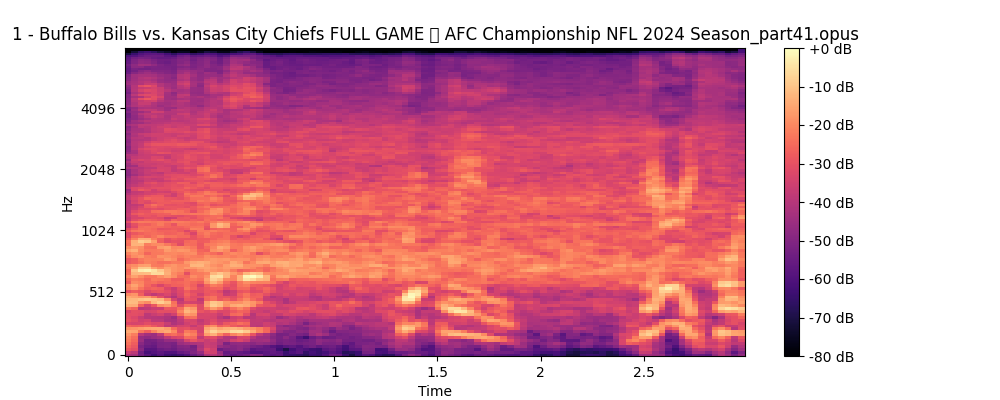 1 - Buffalo Bills vs. Kansas City Chiefs FULL GAME ▯ AFC Championship NFL 2024 Season_part41.opus
+0 dB
-10 dB
-20 dB
-30 dB
-40 dB
-50 dB
-60 dB
-70 dB
-80 dB
4096
2048
1024
512
0
Hz
0
0.5
1
1.5
2
2.5
Time